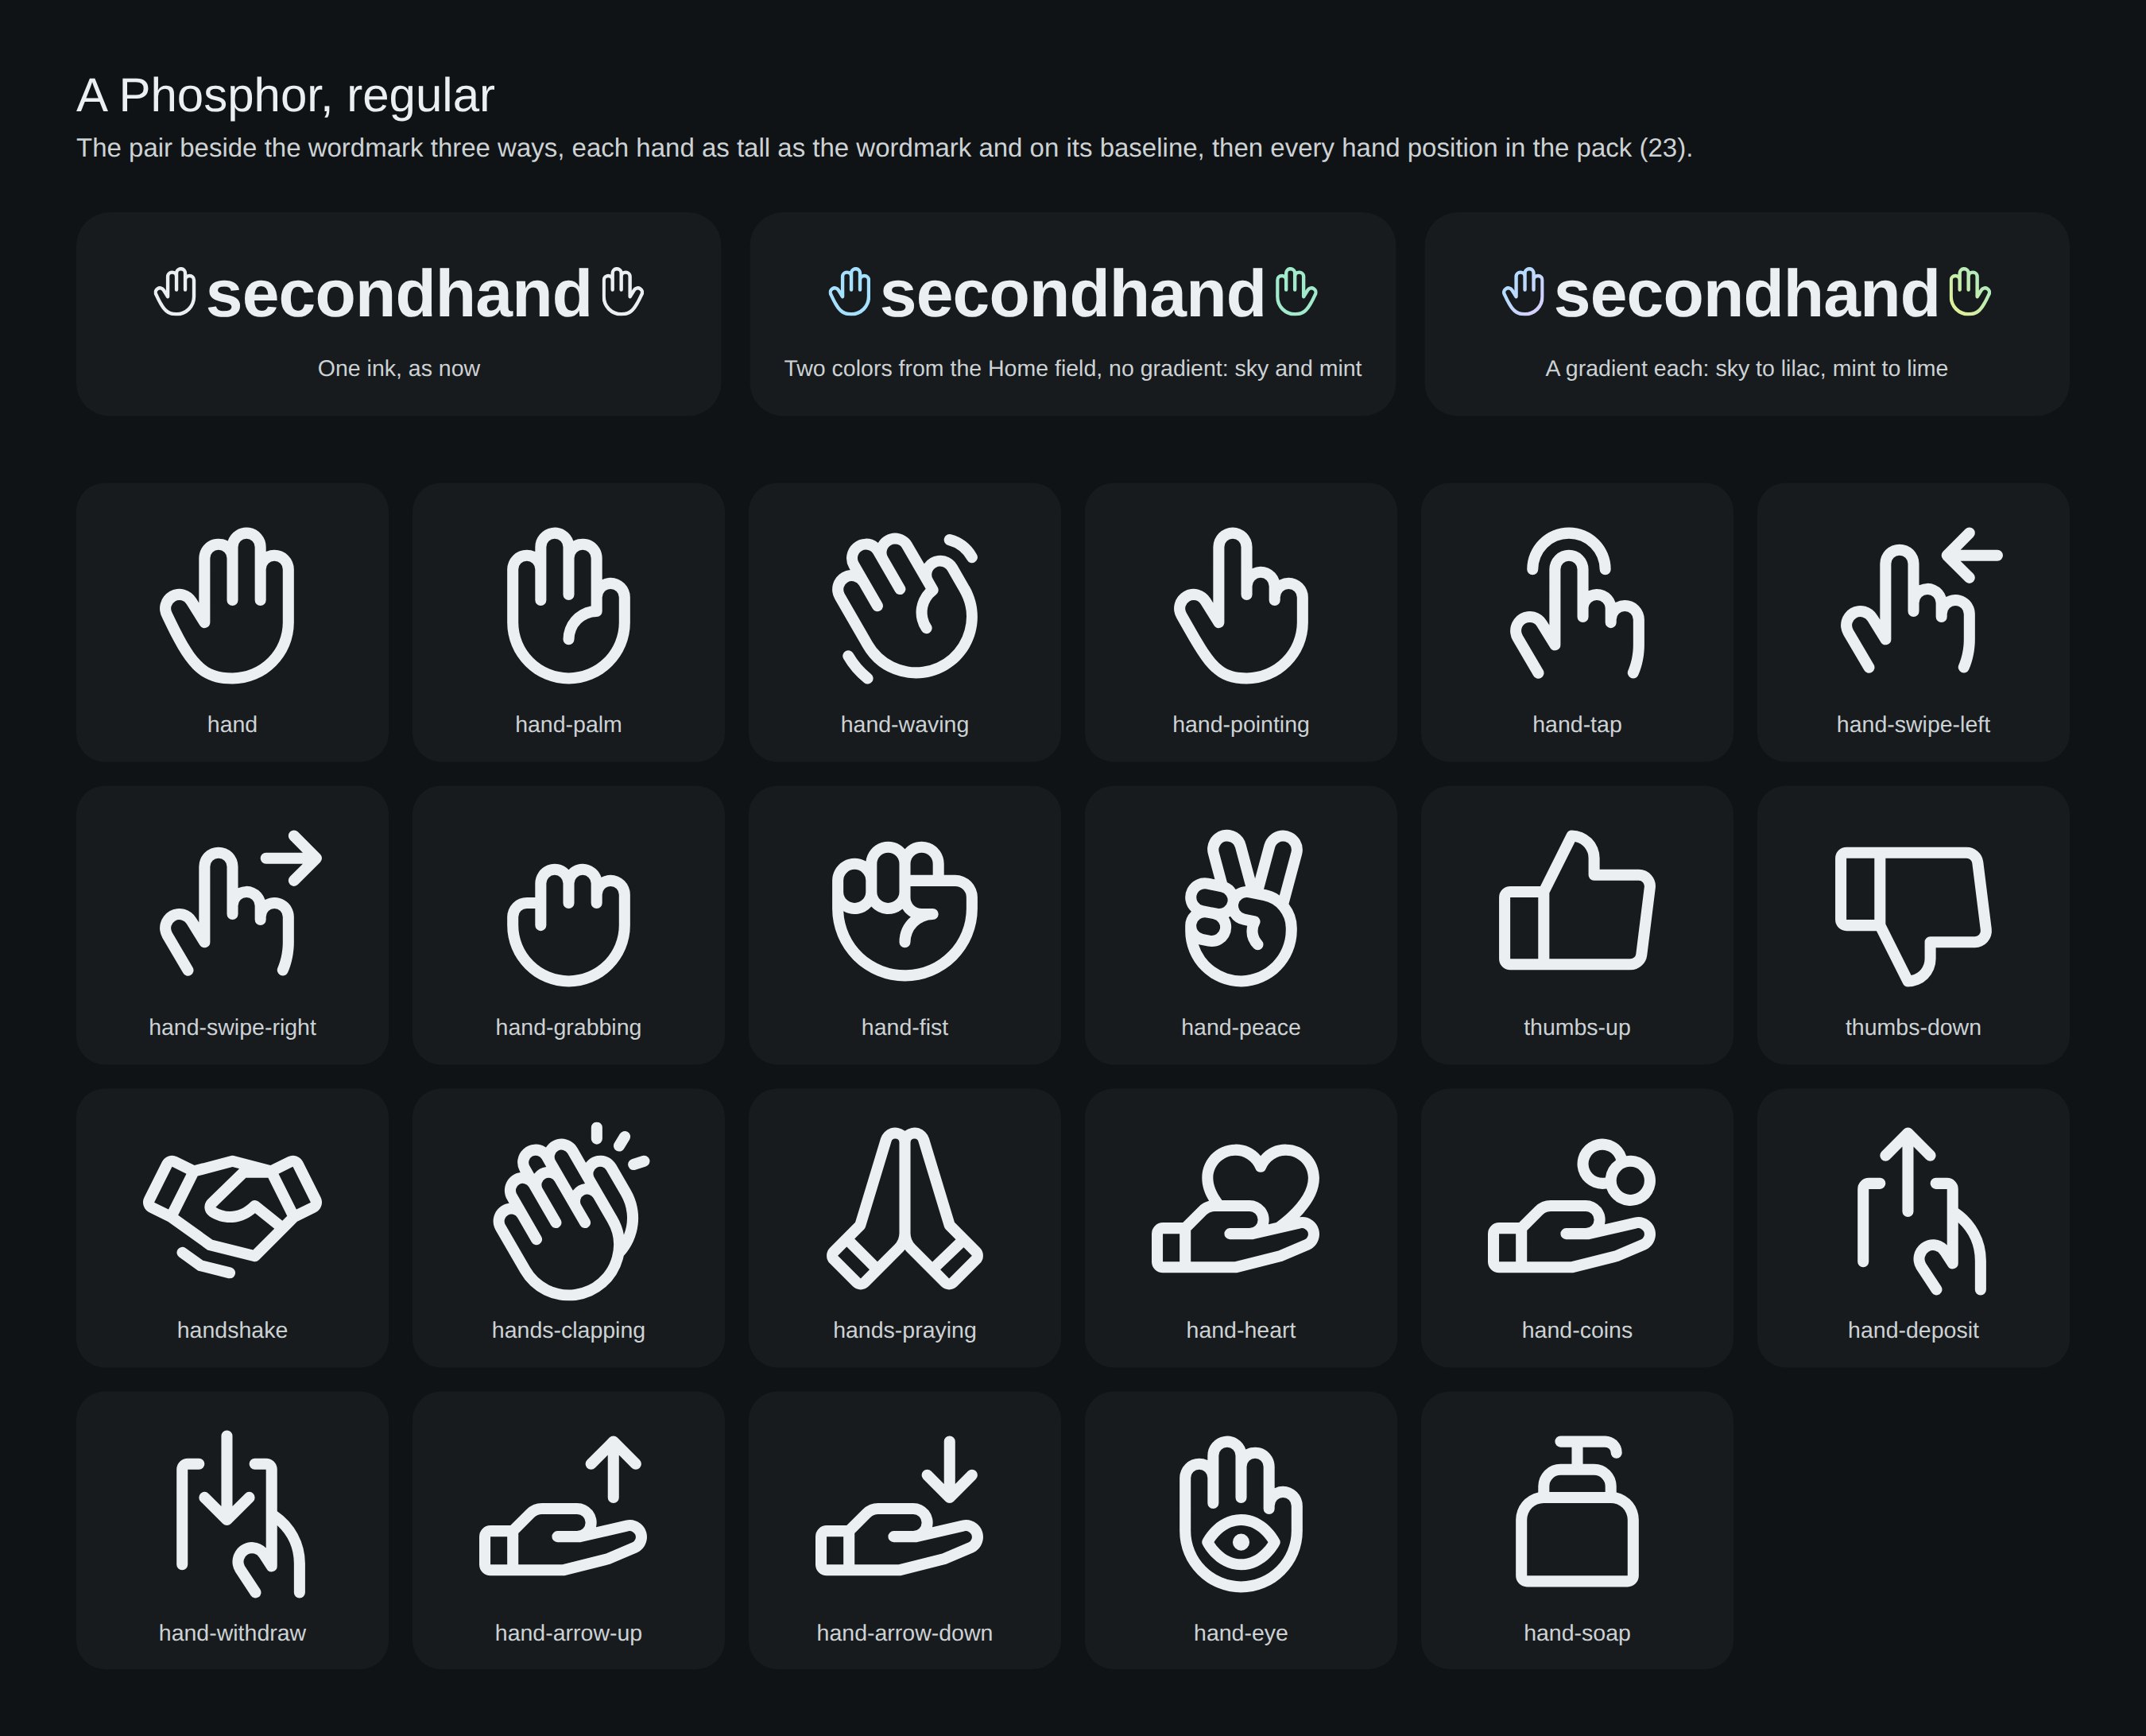 A Phosphor, regular
The pair beside the wordmark three ways, each hand as tall as the wordmark and on its baseline, then every hand position in the pack (23).
secondhand
One ink, as now
secondhand
Two colors from the Home field, no gradient: sky and mint
secondhand
A gradient each: sky to lilac, mint to lime
hand
hand-palm
hand-waving
hand-pointing
hand-tap
hand-swipe-left
hand-swipe-right
hand-grabbing
hand-fist
hand-peace
thumbs-up
thumbs-down
handshake
hands-clapping
hands-praying
hand-heart
hand-coins
hand-deposit
hand-withdraw
hand-arrow-up
hand-arrow-down
hand-eye
hand-soap